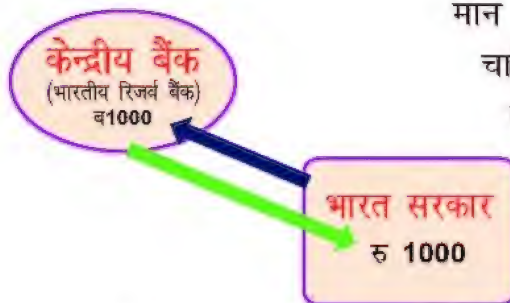 मान
चा
केन्द्रीय बैंक
(भारतीय रिजर्व बैंक)
ब1000
भारत सरकार
रु 1000